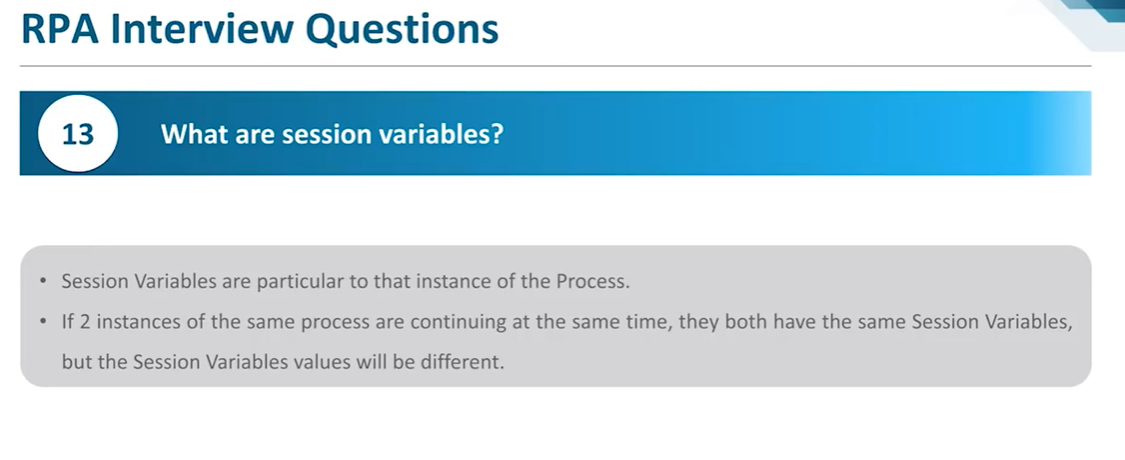 RPA Interview Questions
13 What are session variables?
• Session Variables are particular to that instance of the Process.
• If 2 instances of the same process are continuing at the same time, they both have the same Session Variables,
but the Session Variables values will be different.